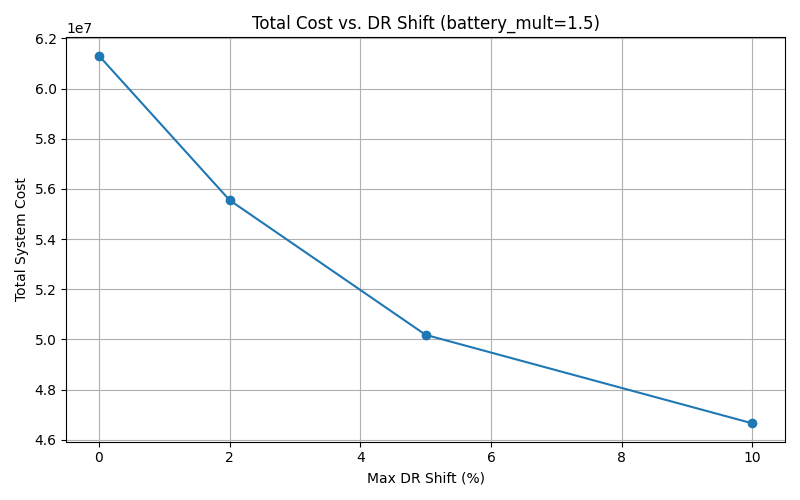 Total Cost vs. DR Shift (battery_mult=1.5)
1e7
6.2
6.0
5.8
5.6
5.4
5.2
5.0
4.8
4.6
Total System Cost
0 2 4 6 8 10
Max DR Shift (%)